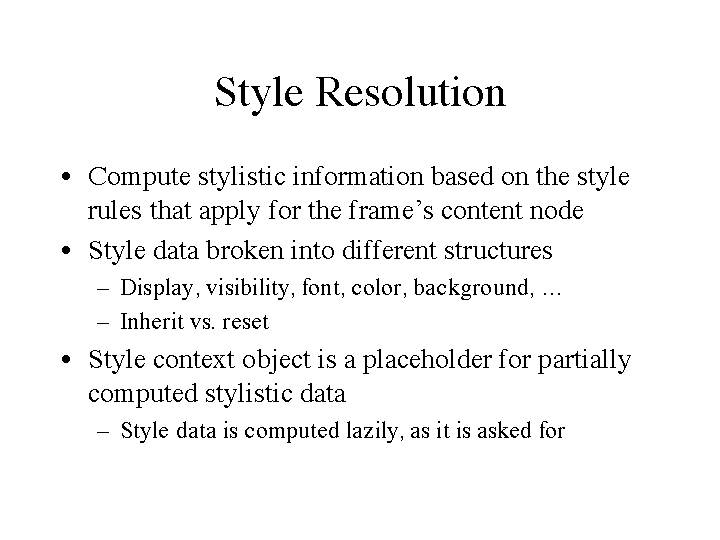 Style Resolution
• Compute stylistic information based on the style
rules that apply for the frame’s content node
• Style data broken into different structures
– Display, visibility, font, color, background, …
– Inherit vs. reset
• Style context object is a placeholder for partially
computed stylistic data
– Style data is computed lazily, as it is asked for